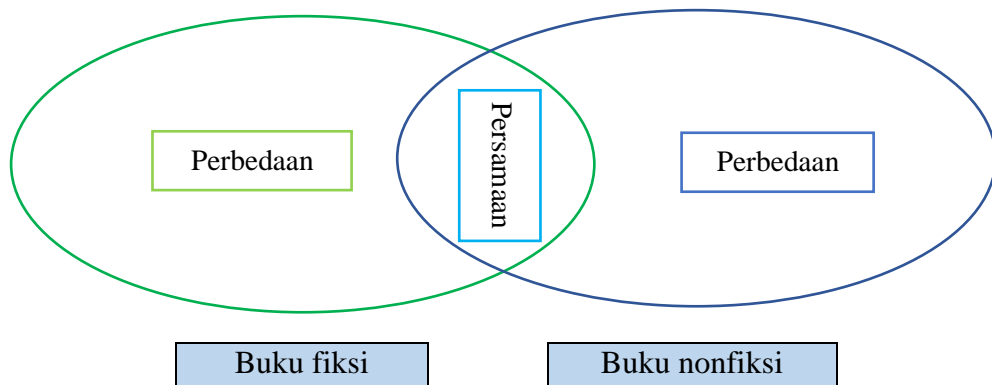 Perbedaan
Persamaan
Perbedaan
Buku fiksi
Buku nonfiksi